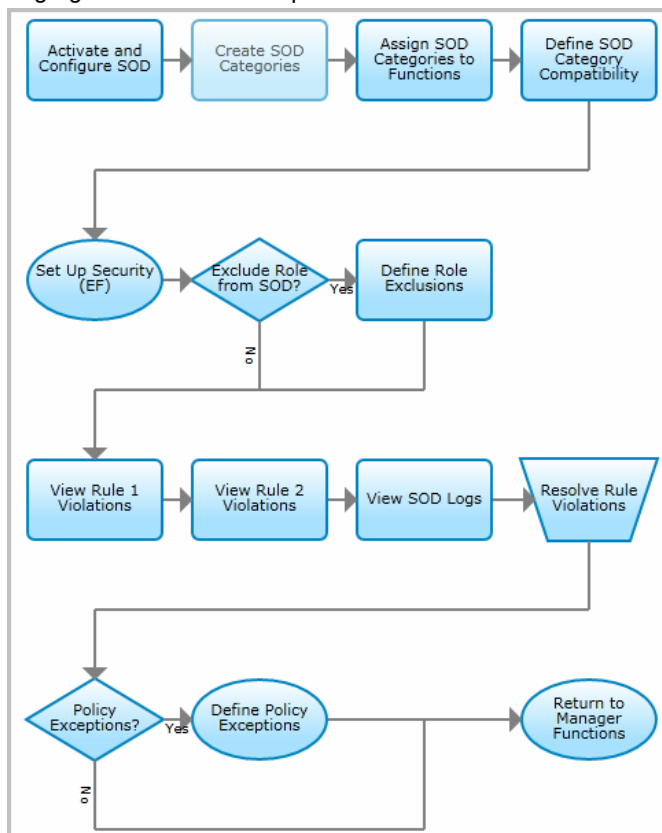 Activate and
Configure SOD
Create SOD
Categories
Assign SOD
Categories to
Functions
Define SOD
Category
Compatibility
Set Up Security
(EF)
Exclude Role
from SOD?
Yes
Define Role
Exclusions
No
View Rule 1
Violations
View Rule 2
Violations
View SOD Logs
Resolve Rule
Violations
Policy
Exceptions?
Yes
Define Policy
Exceptions
Return to
Manager
Functions
No